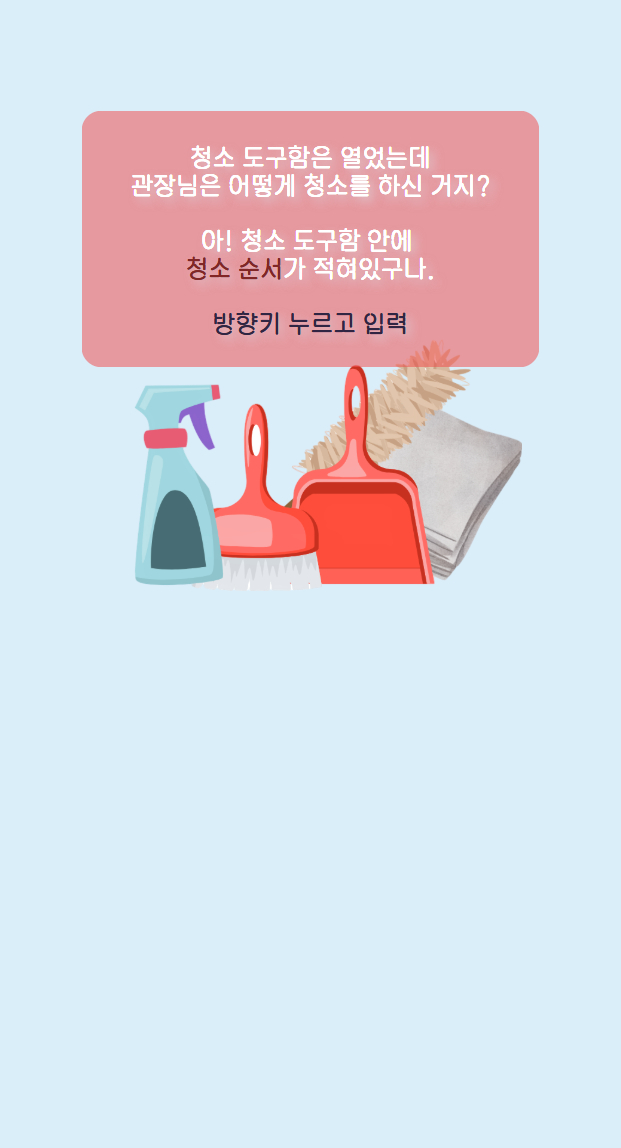 청소 도구함은 열었는데
관장님은 어떻게 청소를 하신 거지?
아! 청소 도구함 안에
청소 순서가 적혀있구나.
방향키 누르고 입력